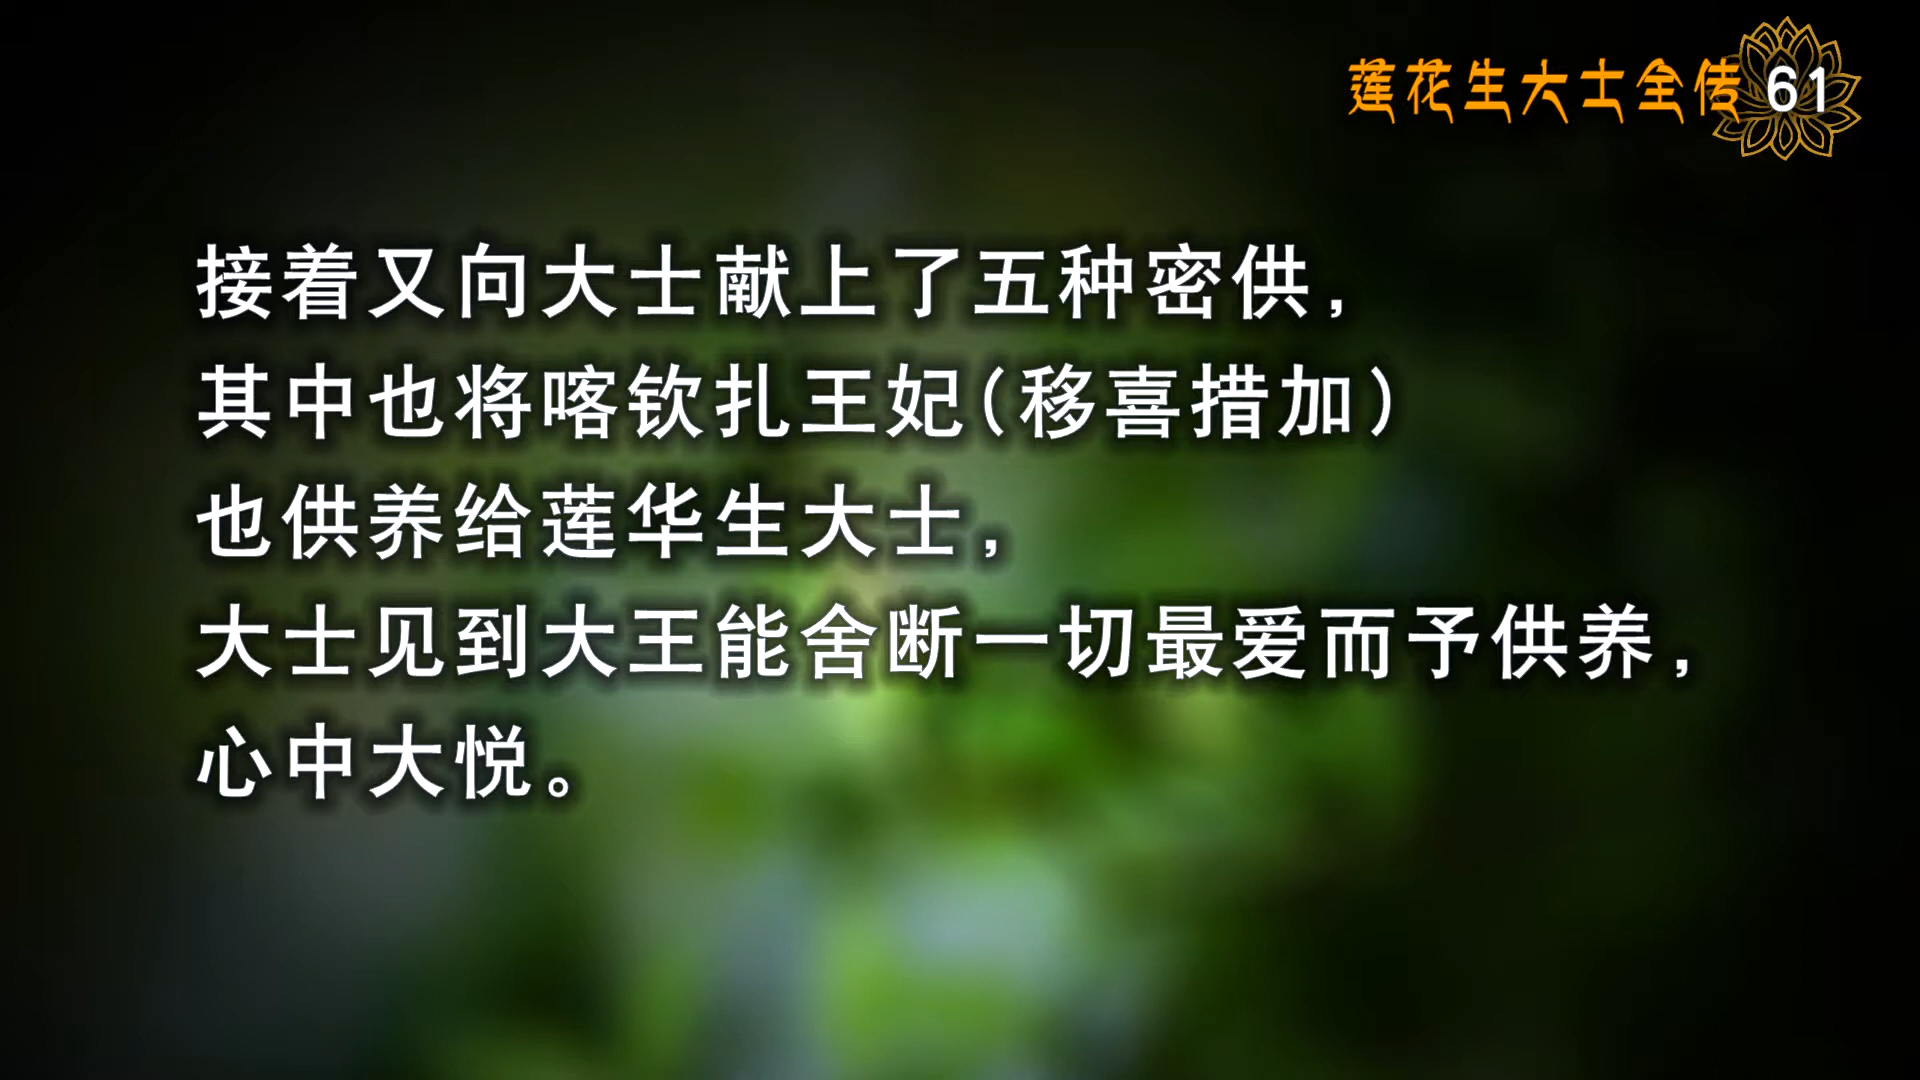 莲花生大士全传 61
接着又向大士献上了五种密供，
其中也将喀钦扎王妃（移喜措加）
也供养给莲华生大士，
大士见到大王能舍断一切最爱而予供养，
心中大悦。